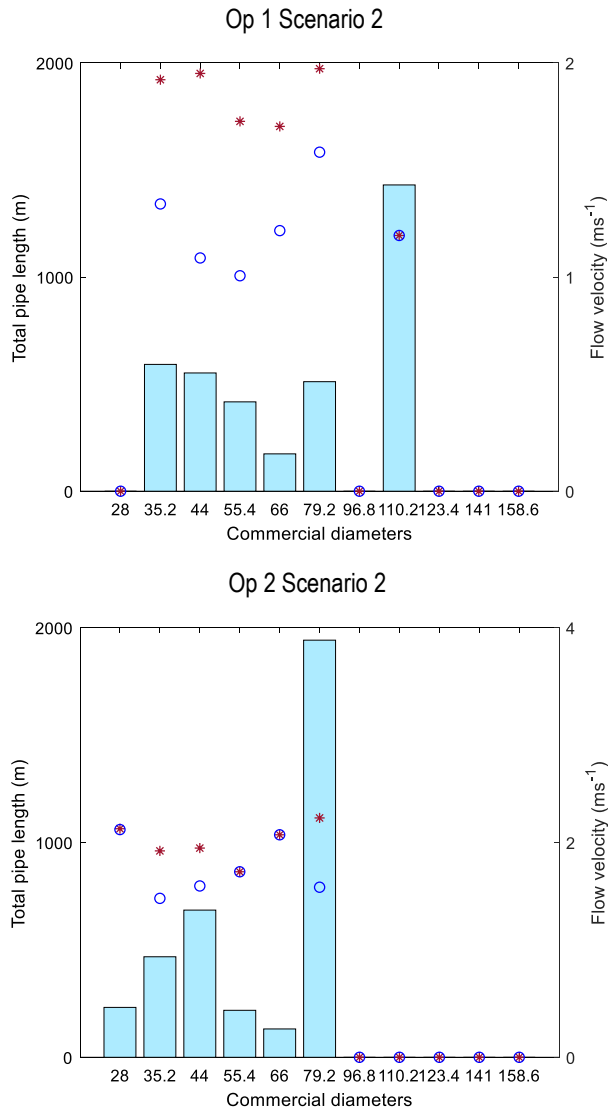 Op 1 Scenario 2
2000
1000
0
2
1
0
Total pipe length (m)
Flow velocity (ms-1)
28 35.2 44 55.4 66 79.2 96.8 110.2 123.4 141 158.6
Commercial diameters
Op 2 Scenario 2
2000
1000
0
4
2
0
Total pipe length (m)
Flow velocity (ms-1)
28 35.2 44 55.4 66 79.2 96.8 110.2 123.4 141 158.6
Commercial diameters